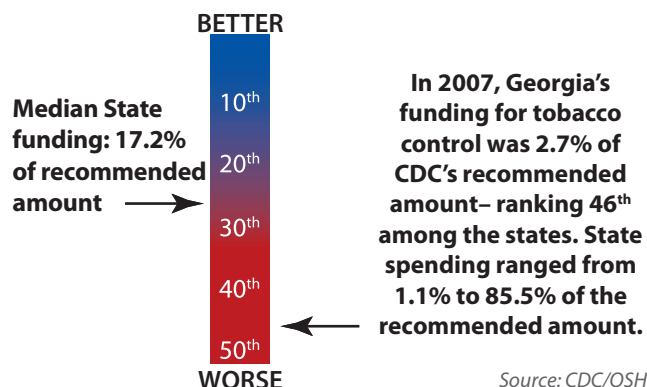 BETTER
10th
20th
30th
40th
50th
WORSE
Median State
funding: 17.2%
of recommended
amount
In 2007, Georgia's
funding for tobacco
control was 2.7% of
CDC's recommended
amount– ranking 46th
among the states. State
spending ranged from
1.1% to 85.5% of the
recommended amount.
Source: CDC/OSH